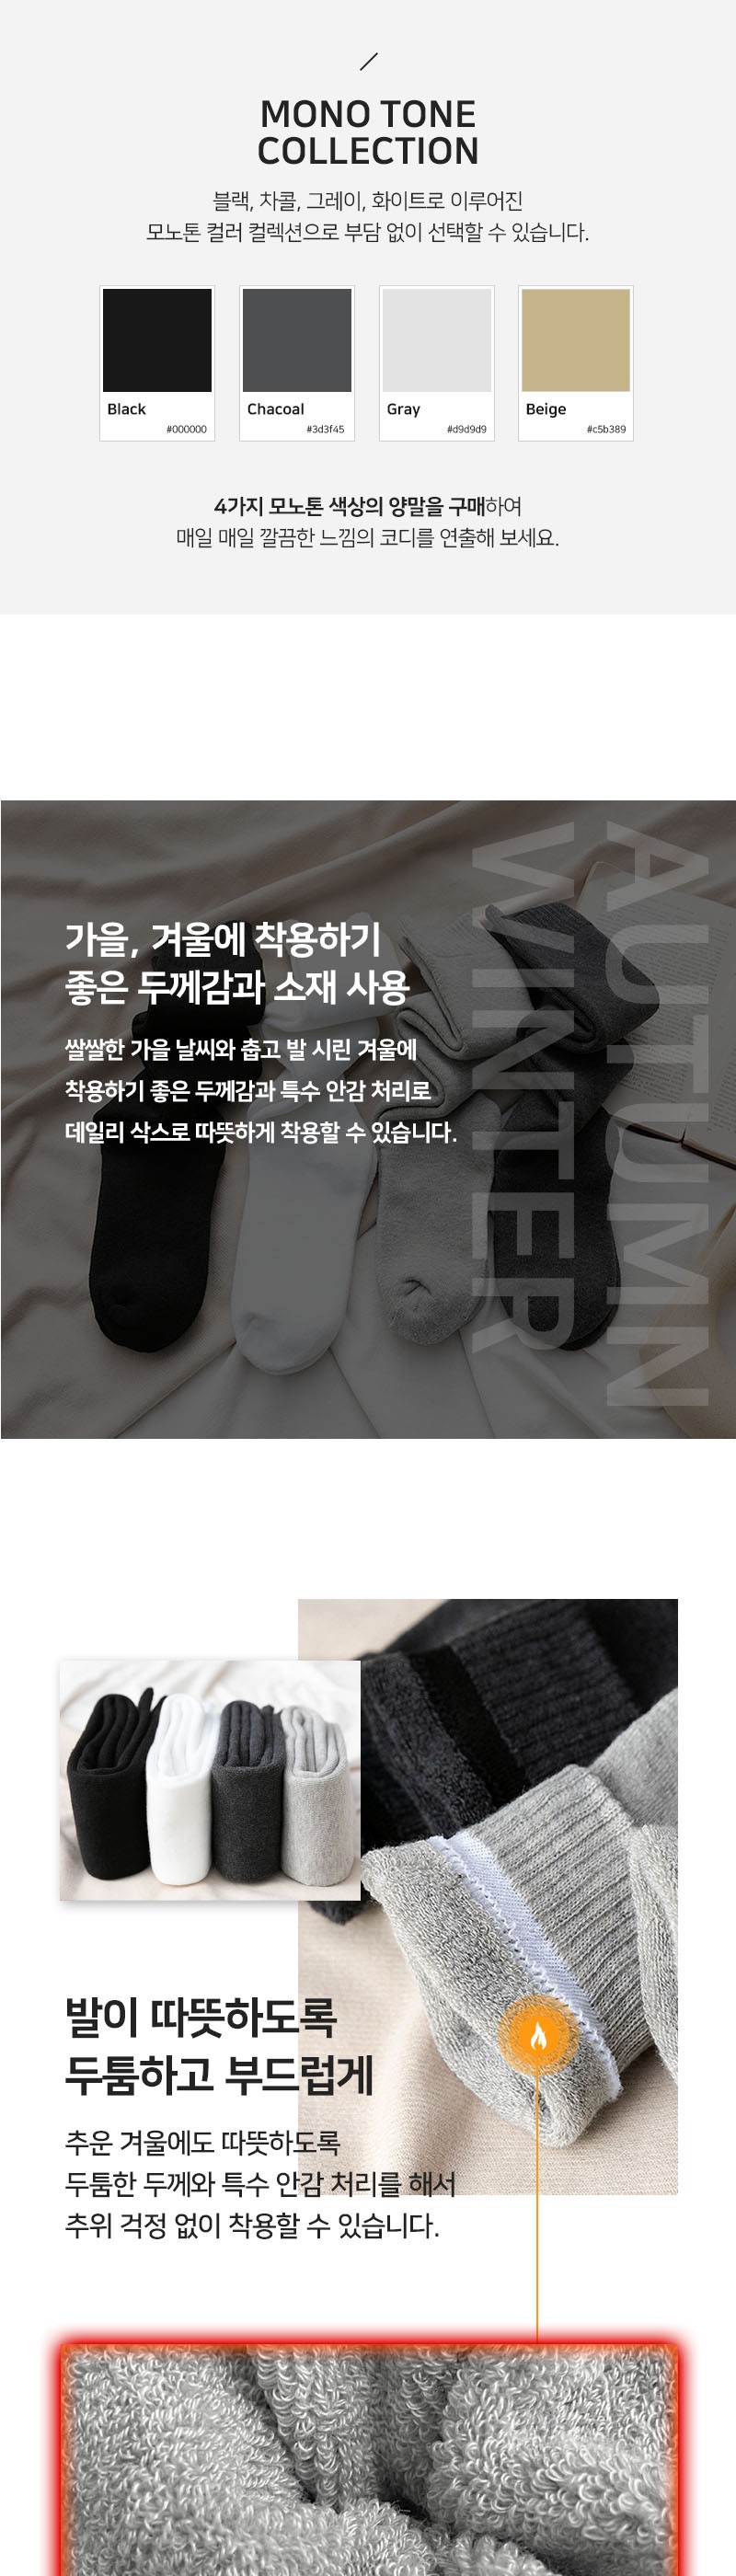 MONO TONE
COLLECTION
블랙, 차콜, 그레이, 화이트로 이루어진
모노톤 컬러 컬렉션으로 부담 없이 선택할 수 있습니다.
Black
#000000
Chacoal
#3d3f45
Gray
#d9d9d9
Beige
#c5b389
4가지 모노톤 색상의 양말을 구매하여
매일 매일 깔끔한 느낌의 코디를 연출해 보세요.
AUTUMN
WINTER
가을, 겨울에 착용하기
좋은 두께감과 소재 사용
쌀쌀한 가을 날씨와 춥고 발 시린 겨울에
착용하기 좋은 두께감과 특수 안감 처리로
데일리 삭스로 따뜻하게 착용할 수 있습니다.
발이 따뜻하도록
두툼하고 부드럽게
추운 겨울에도 따뜻하도록
두툼한 두께와 특수 안감 처리를 해서
추위 걱정 없이 착용할 수 있습니다.